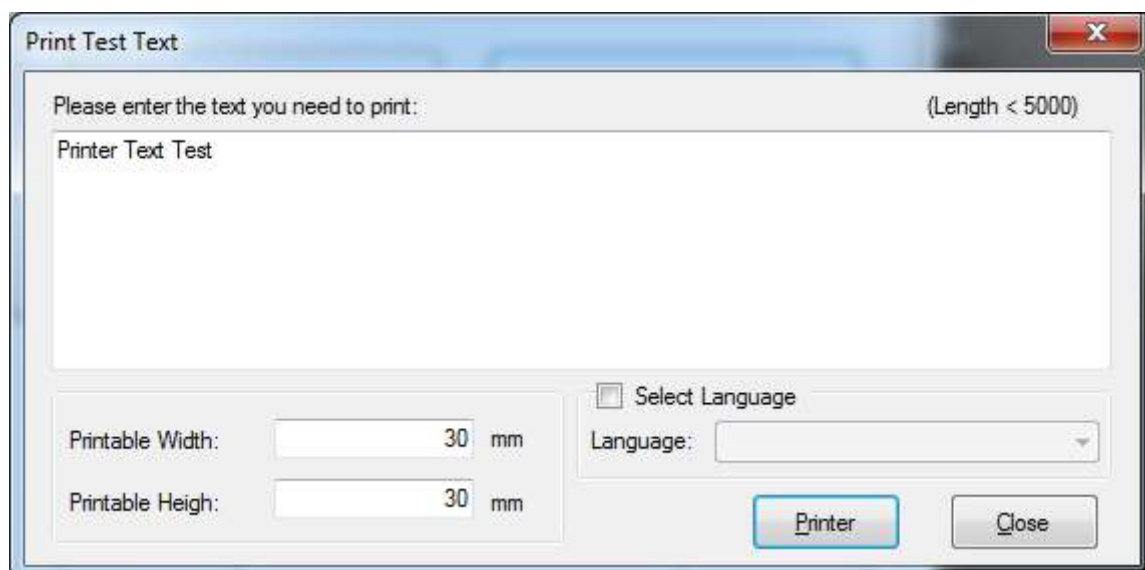 Print Test Text
Please enter the text you need to print: (Length < 5000)
Printer Text Test
Select Language
Printable Width: 30 mm
Language:
Printable Heigh: 30 mm
Printer Close